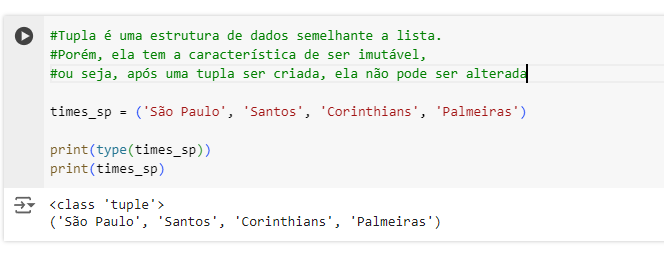 #Tupla é uma estrutura de dados semelhante a lista.
#Porém, ela tem a característica de ser imutável,
#ou seja, após uma tupla ser criada, ela não pode ser alterada
times_sp = ('São Paulo', 'Santos', 'Corinthians', 'Palmeiras')
print(type(times_sp))
print(times_sp)
<class 'tuple'>
('São Paulo', 'Santos', 'Corinthians', 'Palmeiras')